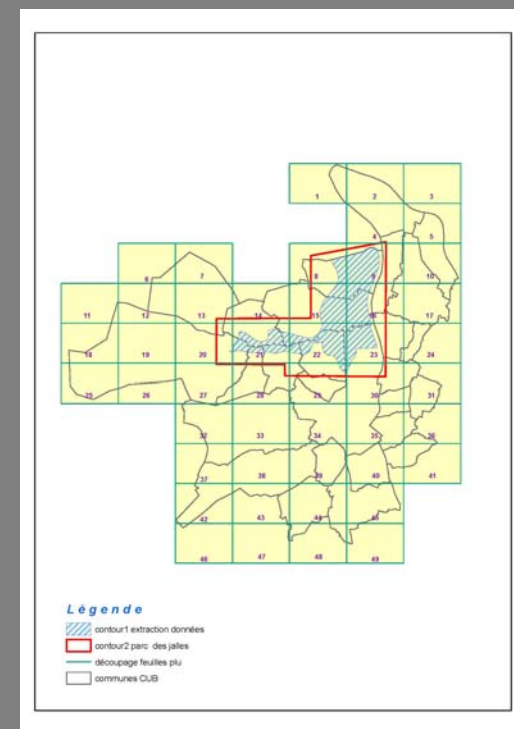 1 2 3
4 5
6 7 8 9 10
11 12 13 14 15 16 17
18 19 20 21 22 23 24
25 26 27 28 29 30 31
32 33 34 35 36
37 38 39 40 41
42 43 44 45
46 47 48 49
Légende
contour1 extraction données
contour2 parc des jalles
découpage feuilles plu
communes CUB